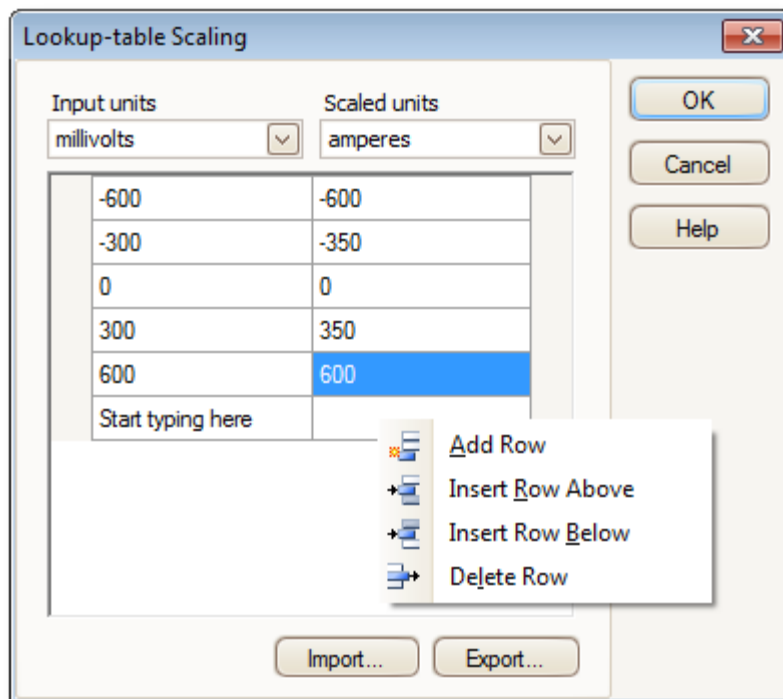 Lookup-table Scaling
Input units Scaled units OK
millivolts amperes
Cancel
-600 -600
-300 -350 Help
0 0
300 350
600 600
Start typing here
Add Row
Insert Row Above
Insert Row Below
Delete Row
Import... Export...